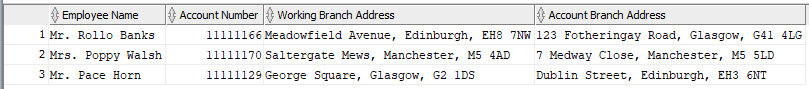 Employee Name Account Number Working Branch Address Account Branch Address
1 Mr. Rollo Banks 11111166 Meadowfield Avenue, Edinburgh, EH8 7NW 123 Fotheringay Road, Glasgow, G41 4LG
2 Mrs. Poppy Walsh 11111170 Saltergate Mews, Manchester, M5 4AD 7 Medway Close, Manchester, M5 5LD
3 Mr. Pace Horn 11111129 George Square, Glasgow, G2 1DS Dublin Street, Edinburgh, EH3 6NT